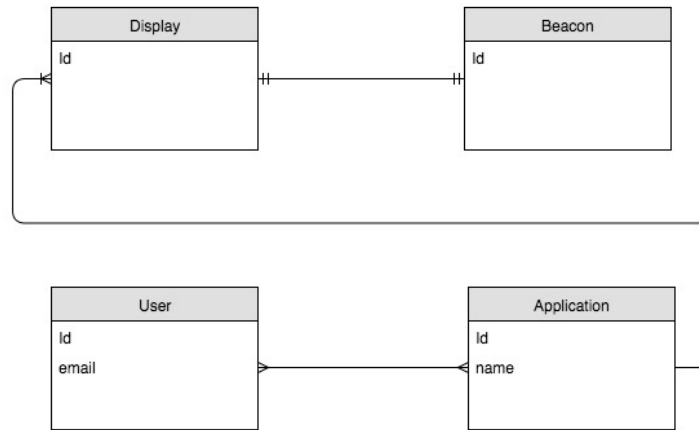 Display
Id
Beacon
Id
User
Id
email
Application
Id
name